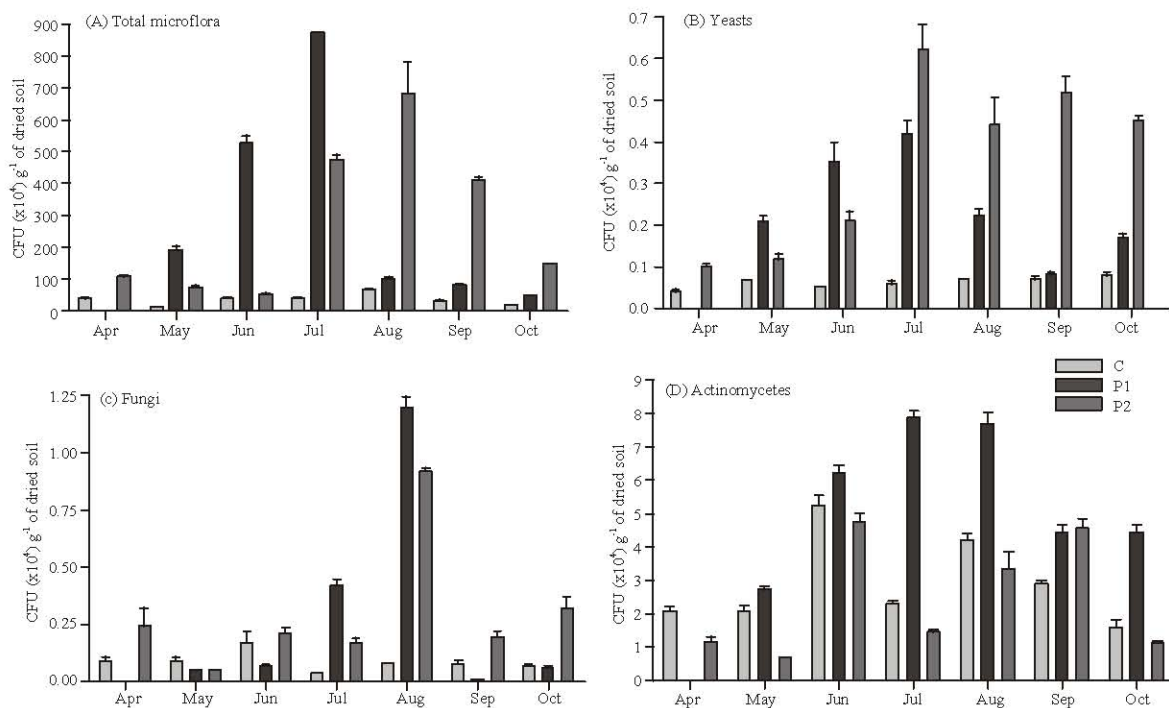 (A) Total microflora
CFU (x10⁴) g⁻¹ of dried soil
900
800
700
600
500
400
300
200
100
0
Apr May Jun Jul Aug Sep Oct
(B) Yeasts
CFU (x10⁴) g⁻¹ of dried soil
0.7
0.6
0.5
0.4
0.3
0.2
0.1
0.0
Apr May Jun Jul Aug Sep Oct
(c) Fungi
CFU (x10⁴) g⁻¹ of dried soil
1.25
1.00
0.75
0.50
0.25
0.00
Apr May Jun Jul Aug Sep Oct
(D) Actinomycetes
C
P1
P2
CFU (x10⁴) g⁻¹ of dried soil
9
8
7
6
5
4
3
2
1
0
Apr May Jun Jul Aug Sep Oct